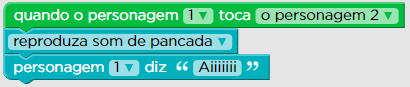 quando o personagem 1 toca o personagem 2
reproduza som de pancada
personagem 1 diz “ Aiiiiiii ”